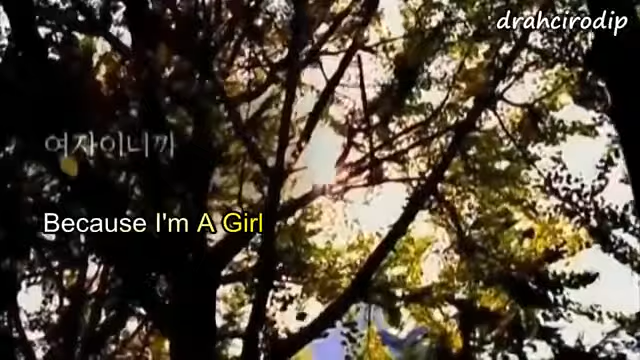 drahcirodip
여자이니까
Because I'm A Girl